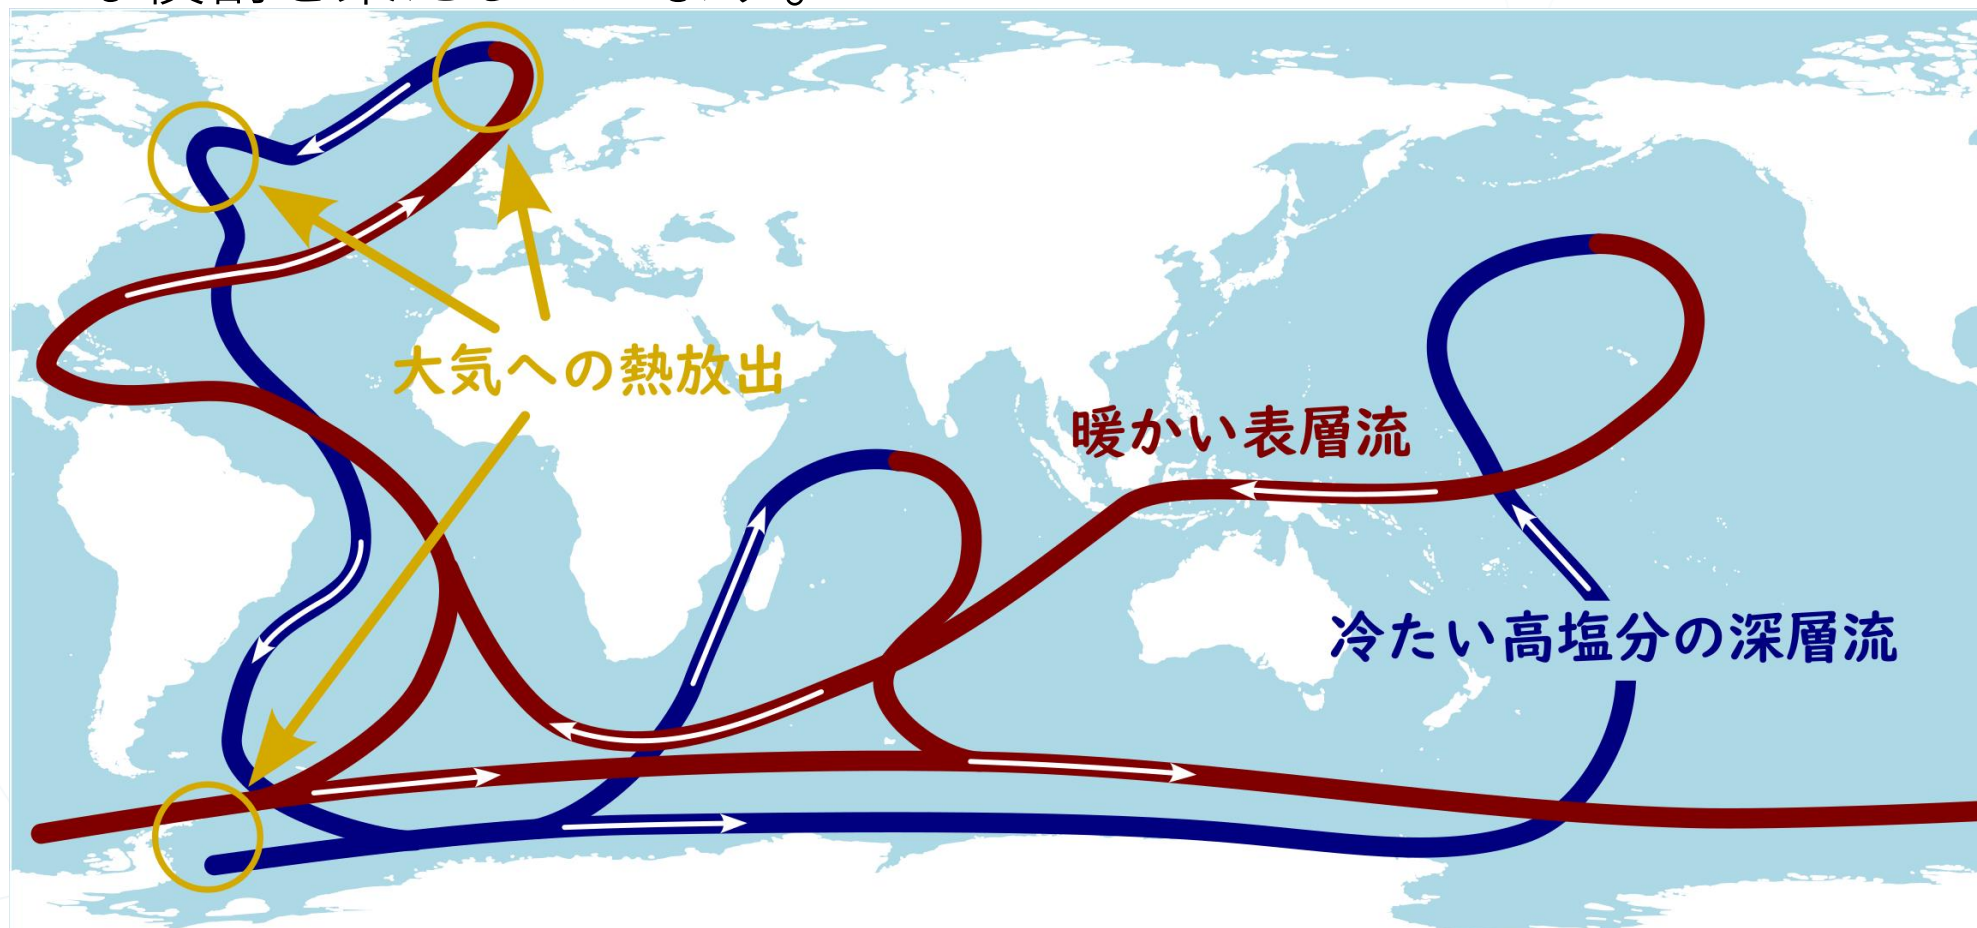 大気への熱放出
暖かい表層流
冷たい高塩分の深層流